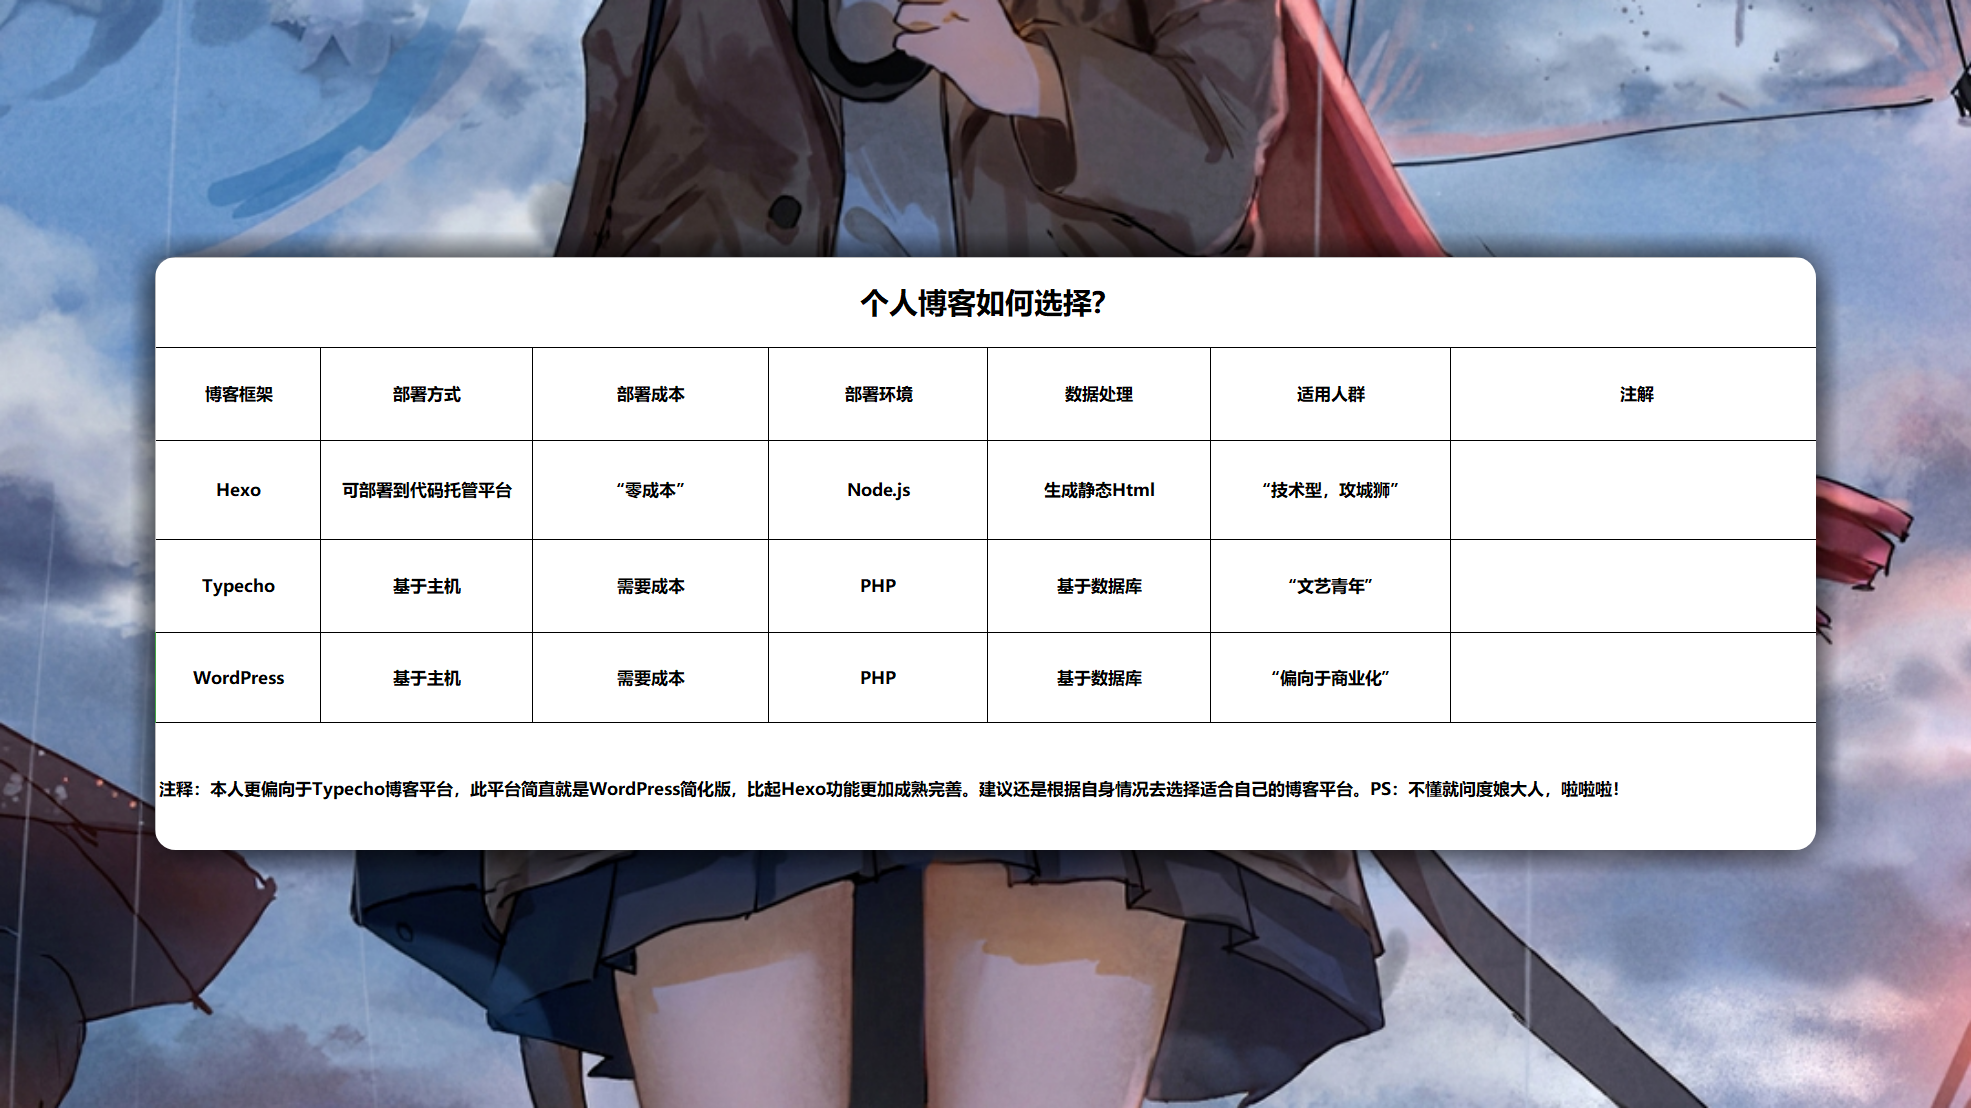 个人博客如何选择？
博客框架 部署方式 部署成本 部署环境 数据处理 适用人群 注解
Hexo 可部署到代码托管平台 “零成本” Node.js 生成静态Html “技术型，攻城狮”
Typecho 基于主机 需要成本 PHP 基于数据库 “文艺青年”
WordPress 基于主机 需要成本 PHP 基于数据库 “偏向于商业化”
注释：本人更偏向于Typecho博客平台，此平台简直就是WordPress简化版，比起Hexo功能更加成熟完善。建议还是根据自身情况去选择适合自己的博客平台。PS：不懂就问度娘大人，啦啦啦！